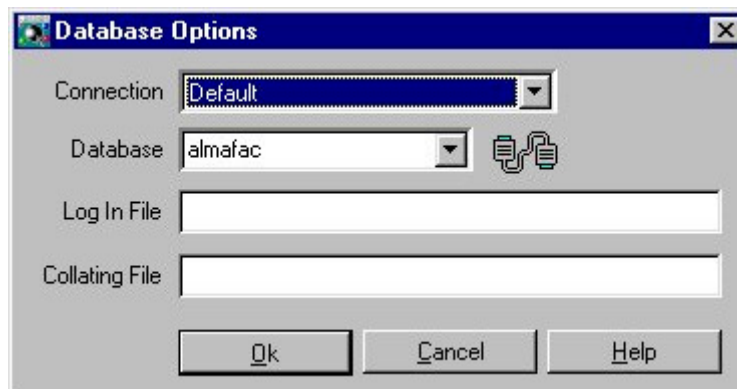 Database Options
Connection Default
Database almafac
Log In File
Collating File
Ok Cancel Help